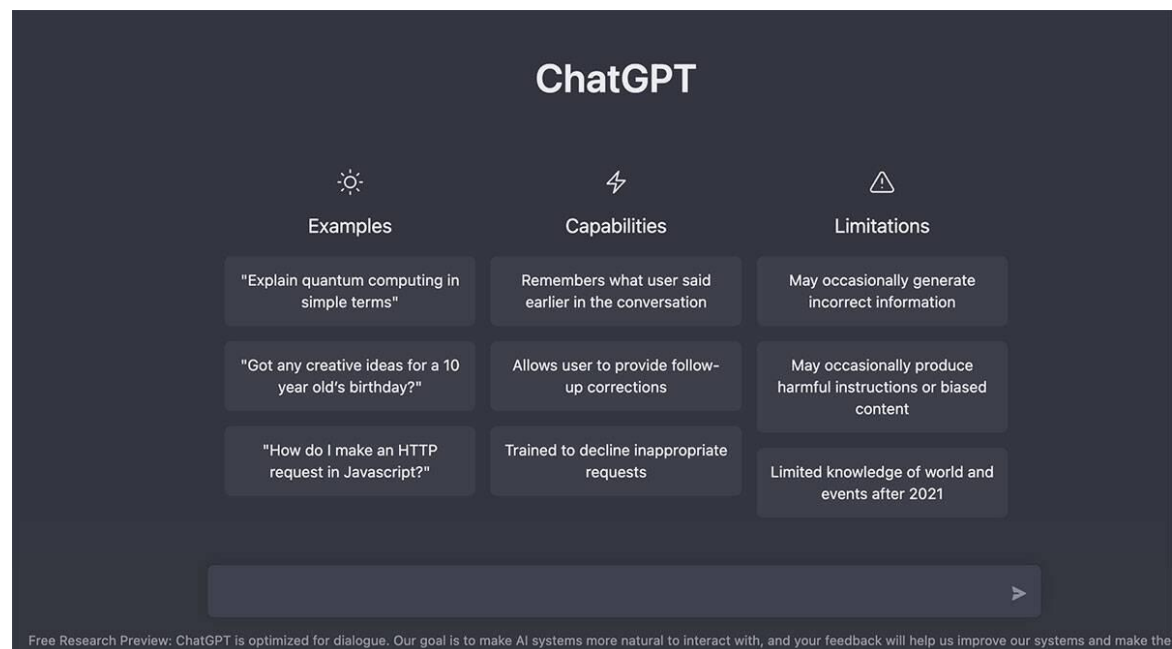 ChatGPT
Examples
"Explain quantum computing in
simple terms"
"Got any creative ideas for a 10
year old's birthday?"
"How do I make an HTTP
request in Javascript?"
Capabilities
Remembers what user said
earlier in the conversation
Allows user to provide follow-
up corrections
Trained to decline inappropriate
requests
Limitations
May occasionally generate
incorrect information
May occasionally produce
harmful instructions or biased
content
Limited knowledge of world and
events after 2021
Free Research Preview: ChatGPT is optimized for dialogue. Our goal is to make AI systems more natural to interact with, and your feedback will help us improve our systems and make the